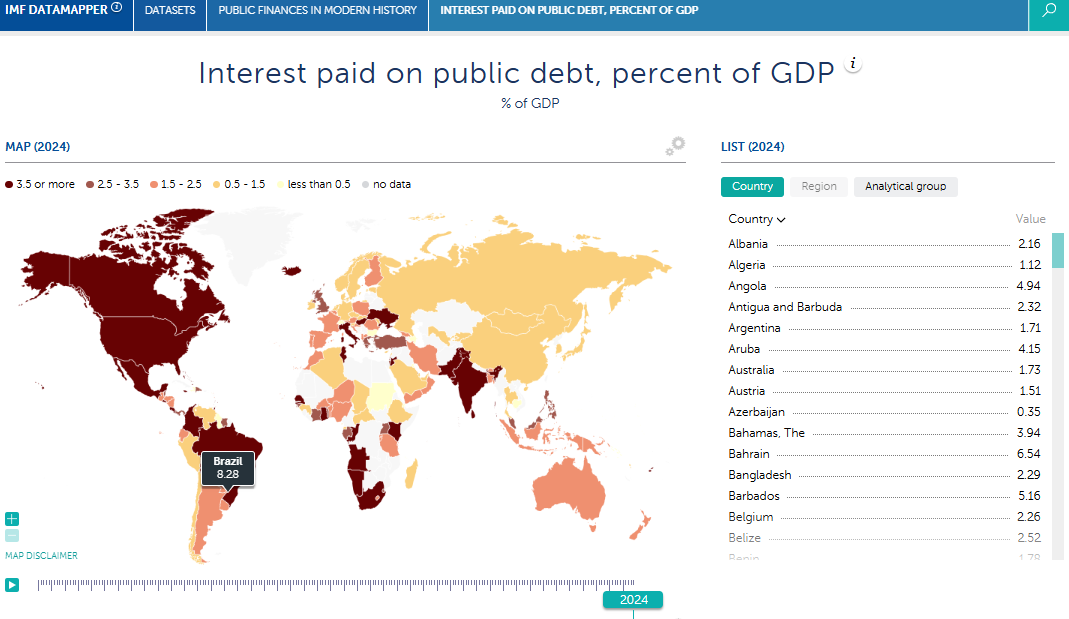 IMF DATAMAPPER DATASETS PUBLIC FINANCES IN MODERN HISTORY INTEREST PAID ON PUBLIC DEBT, PERCENT OF GDP
Interest paid on public debt, percent of GDP i
% of GDP
MAP (2024)
3.5 or more 2.5 - 3.5 1.5 - 2.5 0.5 - 1.5 less than 0.5 no data
Brazil
8.28
MAP DISCLAIMER
2024
LIST (2024)
Country Region Analytical group
Country Value
Albania 2.16
Algeria 1.12
Angola 4.94
Antigua and Barbuda 2.32
Argentina 1.71
Aruba 4.15
Australia 1.73
Austria 1.51
Azerbaijan 0.35
Bahamas, The 3.94
Bahrain 6.54
Bangladesh 2.29
Barbados 5.16
Belgium 2.26
Belize 2.52
Benin 1.78